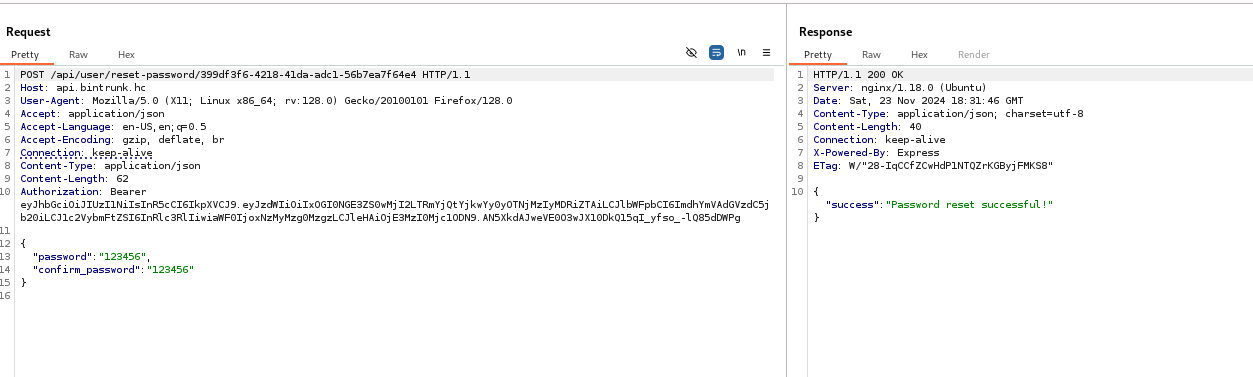 Request
Pretty Raw Hex
\n
1 POST /api/user/reset-password/399df3f6-4218-41da-adc1-56b7ea7f64e4 HTTP/1.1
2 Host: api.bintrunk.hc
3 User-Agent: Mozilla/5.0 (X11; Linux x86_64; rv:128.0) Gecko/20100101 Firefox/128.0
4 Accept: application/json
5 Accept-Language: en-US,en;q=0.5
6 Accept-Encoding: gzip, deflate, br
7 Connection: keep-alive
8 Content-Type: application/json
9 Content-Length: 62
10 Authorization: Bearer
11
12 {
13 "password":"123456",
14 "confirm_password":"123456"
15 }
16
Response
Pretty Raw Hex Render
1 HTTP/1.1 200 OK
2 Server: nginx/1.18.0 (Ubuntu)
3 Date: Sat, 23 Nov 2024 18:31:46 GMT
4 Content-Type: application/json; charset=utf-8
5 Content-Length: 40
6 Connection: keep-alive
7 X-Powered-By: Express
8 ETag: W/"28-IqCCfZCwHdP1NTQZrKGByjFMKS8"
9
10 {
"success":"Password reset successful!"
}